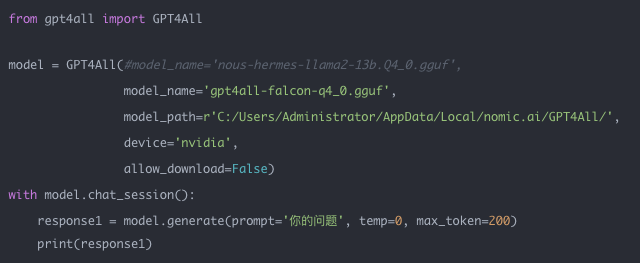 from gpt4all import GPT4All
model = GPT4All(#model_name='nous-hermes-llama2-13b.Q4_0.gguf',
model_name='gpt4all-falcon-q4_0.gguf',
model_path=r'C:/Users/Administrator/AppData/Local/nomic.ai/GPT4All/',
device='nvidia',
allow_download=False)
with model.chat_session():
response1 = model.generate(prompt='你的问题', temp=0, max_token=200)
print(response1)